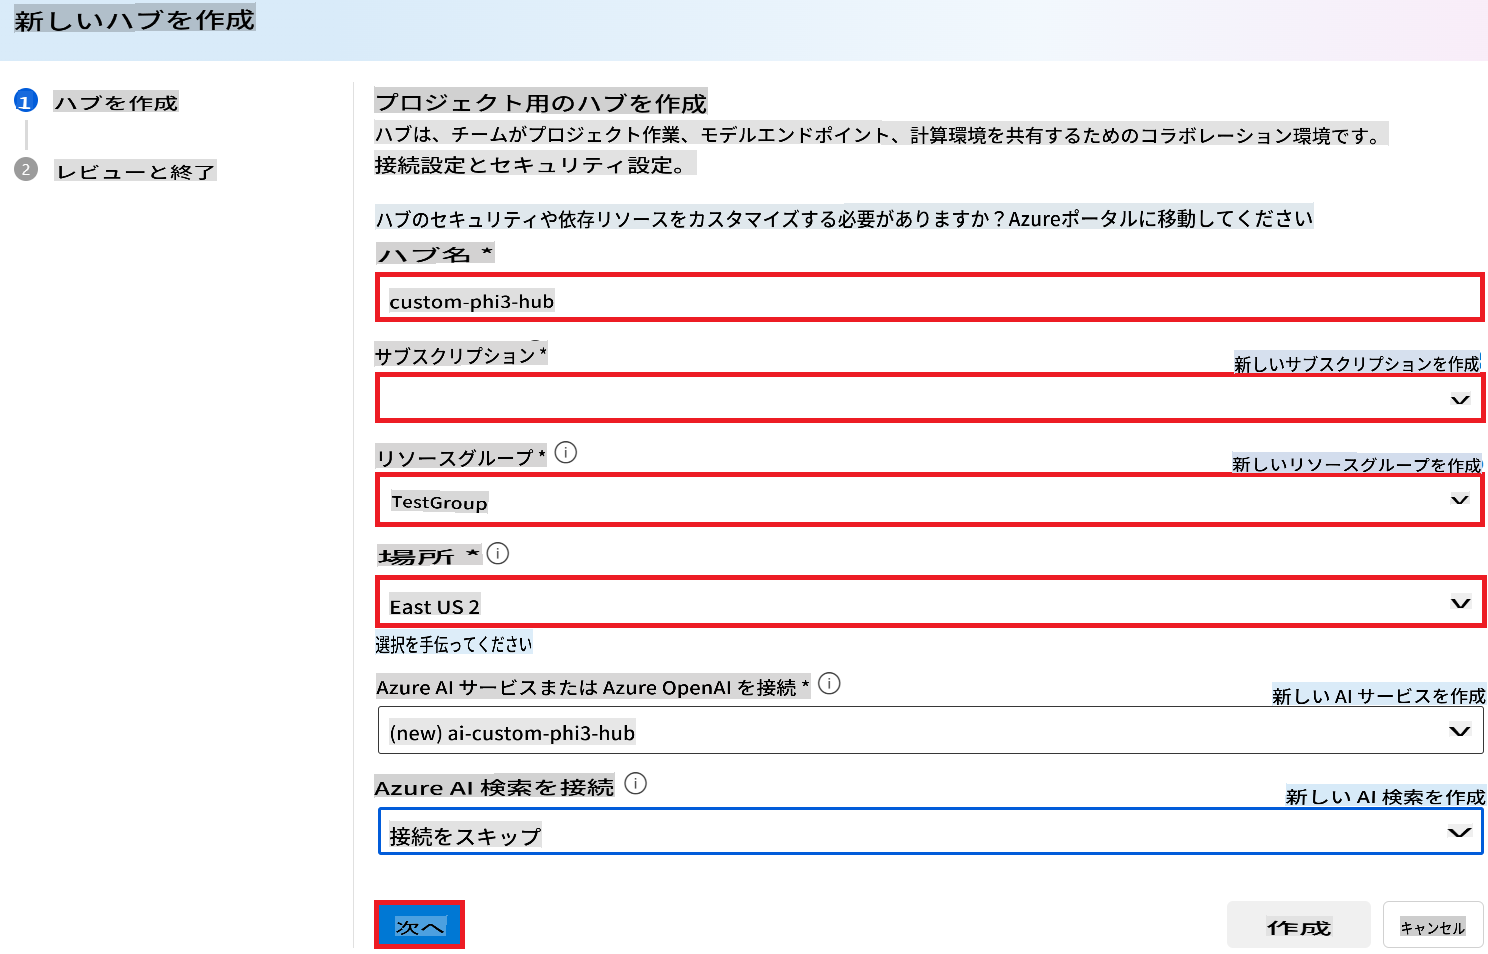 新しいハブを作成
1 ハブを作成
2 レビューと終了
プロジェクト用のハブを作成
ハブは、チームがプロジェクト作業、モデルエンドポイント、計算環境を共有するためのコラボレーション環境です。
接続設定とセキュリティ設定。
ハブのセキュリティや依存リソースをカスタマイズする必要がありますか？Azureポータルに移動してください
ハブ名 *
custom-phi3-hub
サブスクリプション *
新しいサブスクリプションを作成
リソースグループ *
新しいリソースグループを作成
TestGroup
場所 *
East US 2
選択を手伝ってください
Azure AI サービスまたは Azure OpenAI を接続 *
新しい AI サービスを作成
(new) ai-custom-phi3-hub
Azure AI 検索を接続
新しい AI 検索を作成
接続をスキップ
次へ
作成
キャンセル